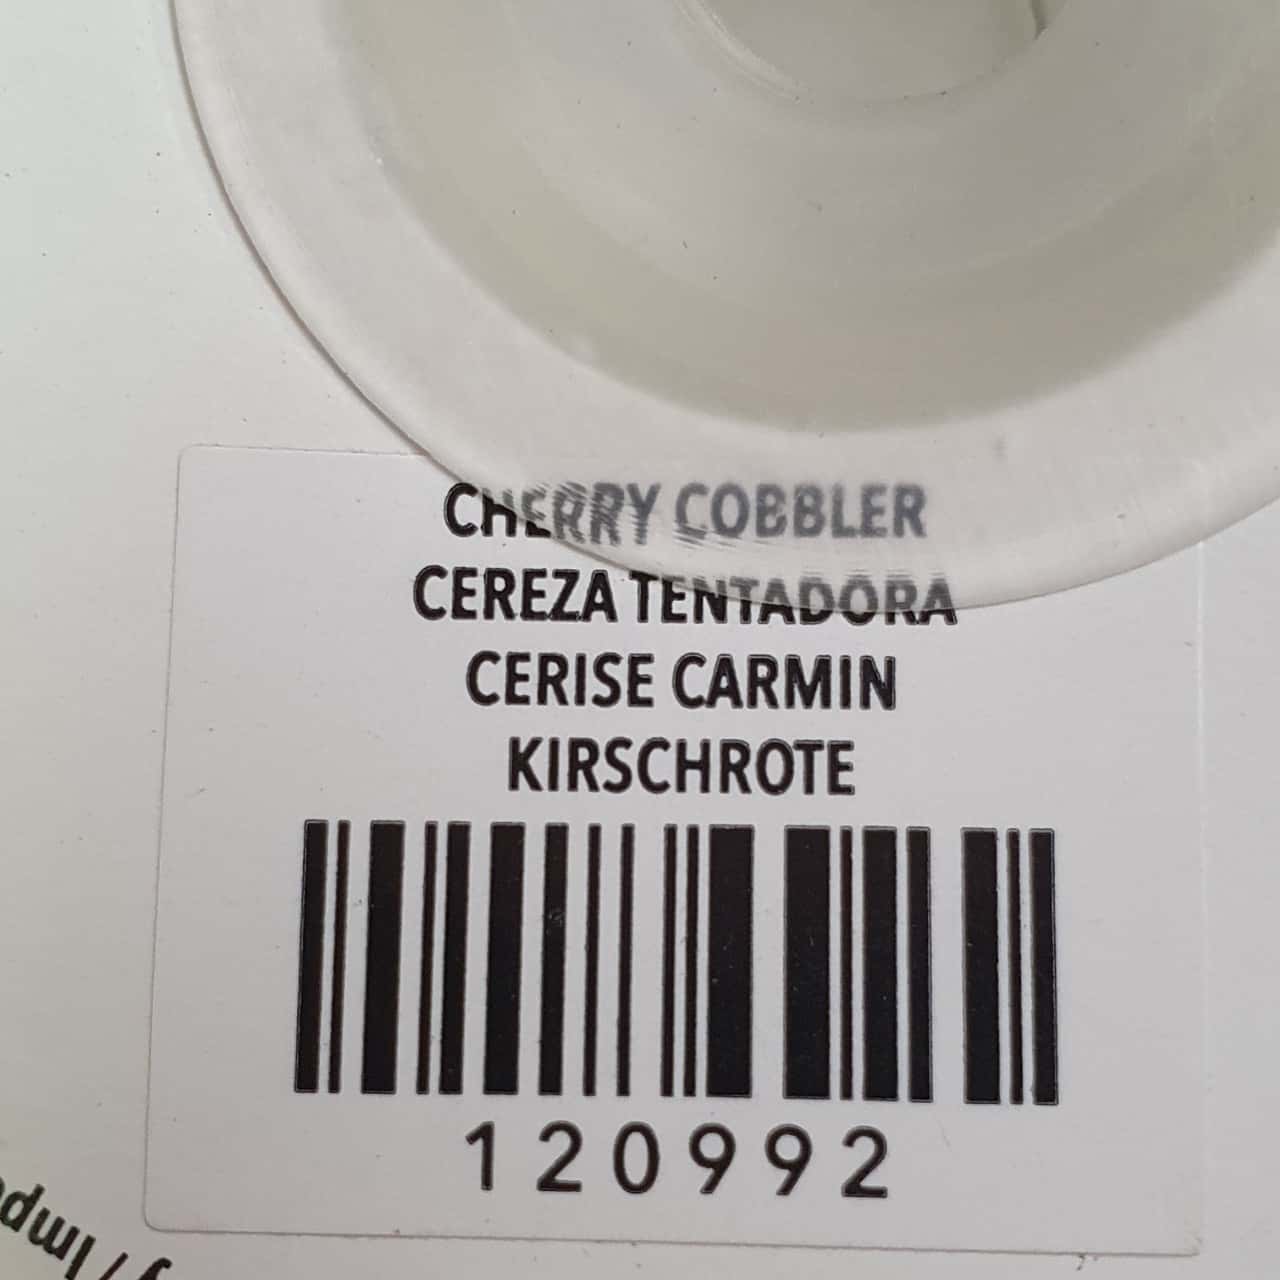 CHERRY COBBLER
CEREZA TENTADORA
CERISE CARMIN
KIRSCHROTE
120992